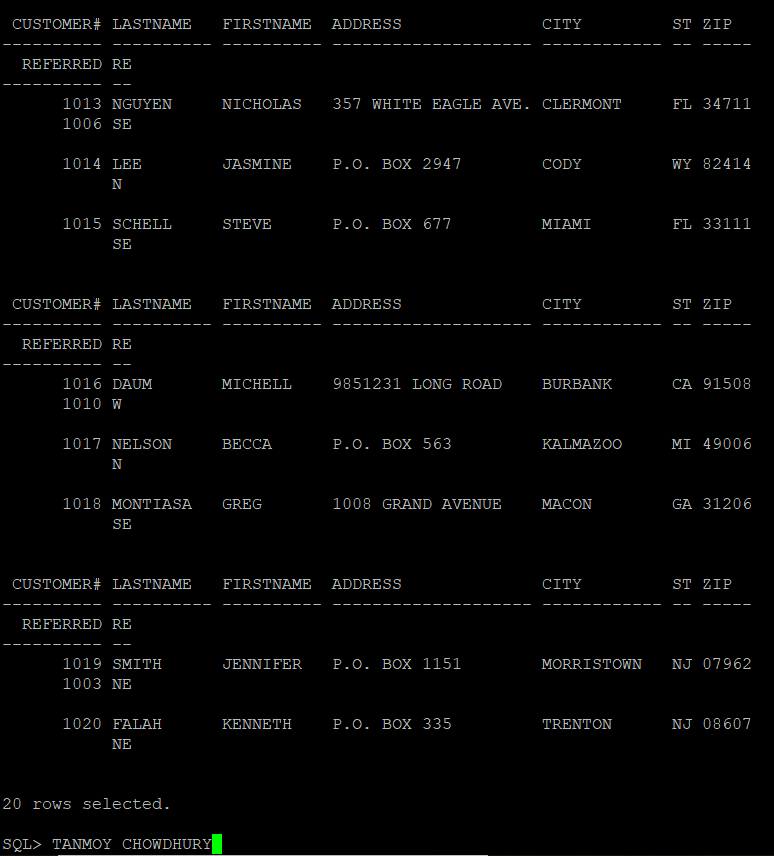 CUSTOMER# LASTNAME FIRSTNAME ADDRESS CITY ST ZIP
---------- ---------- ---------- -------------------- ------------ -- -----
REFERRED RE
---------- --
1013 NGUYEN NICHOLAS 357 WHITE EAGLE AVE. CLERMONT FL 34711
1006 SE
1014 LEE JASMINE P.O. BOX 2947 CODY WY 82414
N
1015 SCHELL STEVE P.O. BOX 677 MIAMI FL 33111
SE
CUSTOMER# LASTNAME FIRSTNAME ADDRESS CITY ST ZIP
---------- ---------- ---------- -------------------- ------------ -- -----
REFERRED RE
---------- --
1016 DAUM MICHELL 9851231 LONG ROAD BURBANK CA 91508
1010 W
1017 NELSON BECCA P.O. BOX 563 KALMAZOO MI 49006
N
1018 MONTIASA GREG 1008 GRAND AVENUE MACON GA 31206
SE
CUSTOMER# LASTNAME FIRSTNAME ADDRESS CITY ST ZIP
---------- ---------- ---------- -------------------- ------------ -- -----
REFERRED RE
---------- --
1019 SMITH JENNIFER P.O. BOX 1151 MORRISTOWN NJ 07962
1003 NE
1020 FALAH KENNETH P.O. BOX 335 TRENTON NJ 08607
NE
20 rows selected.
SQL> TANMOY CHOWDHURY